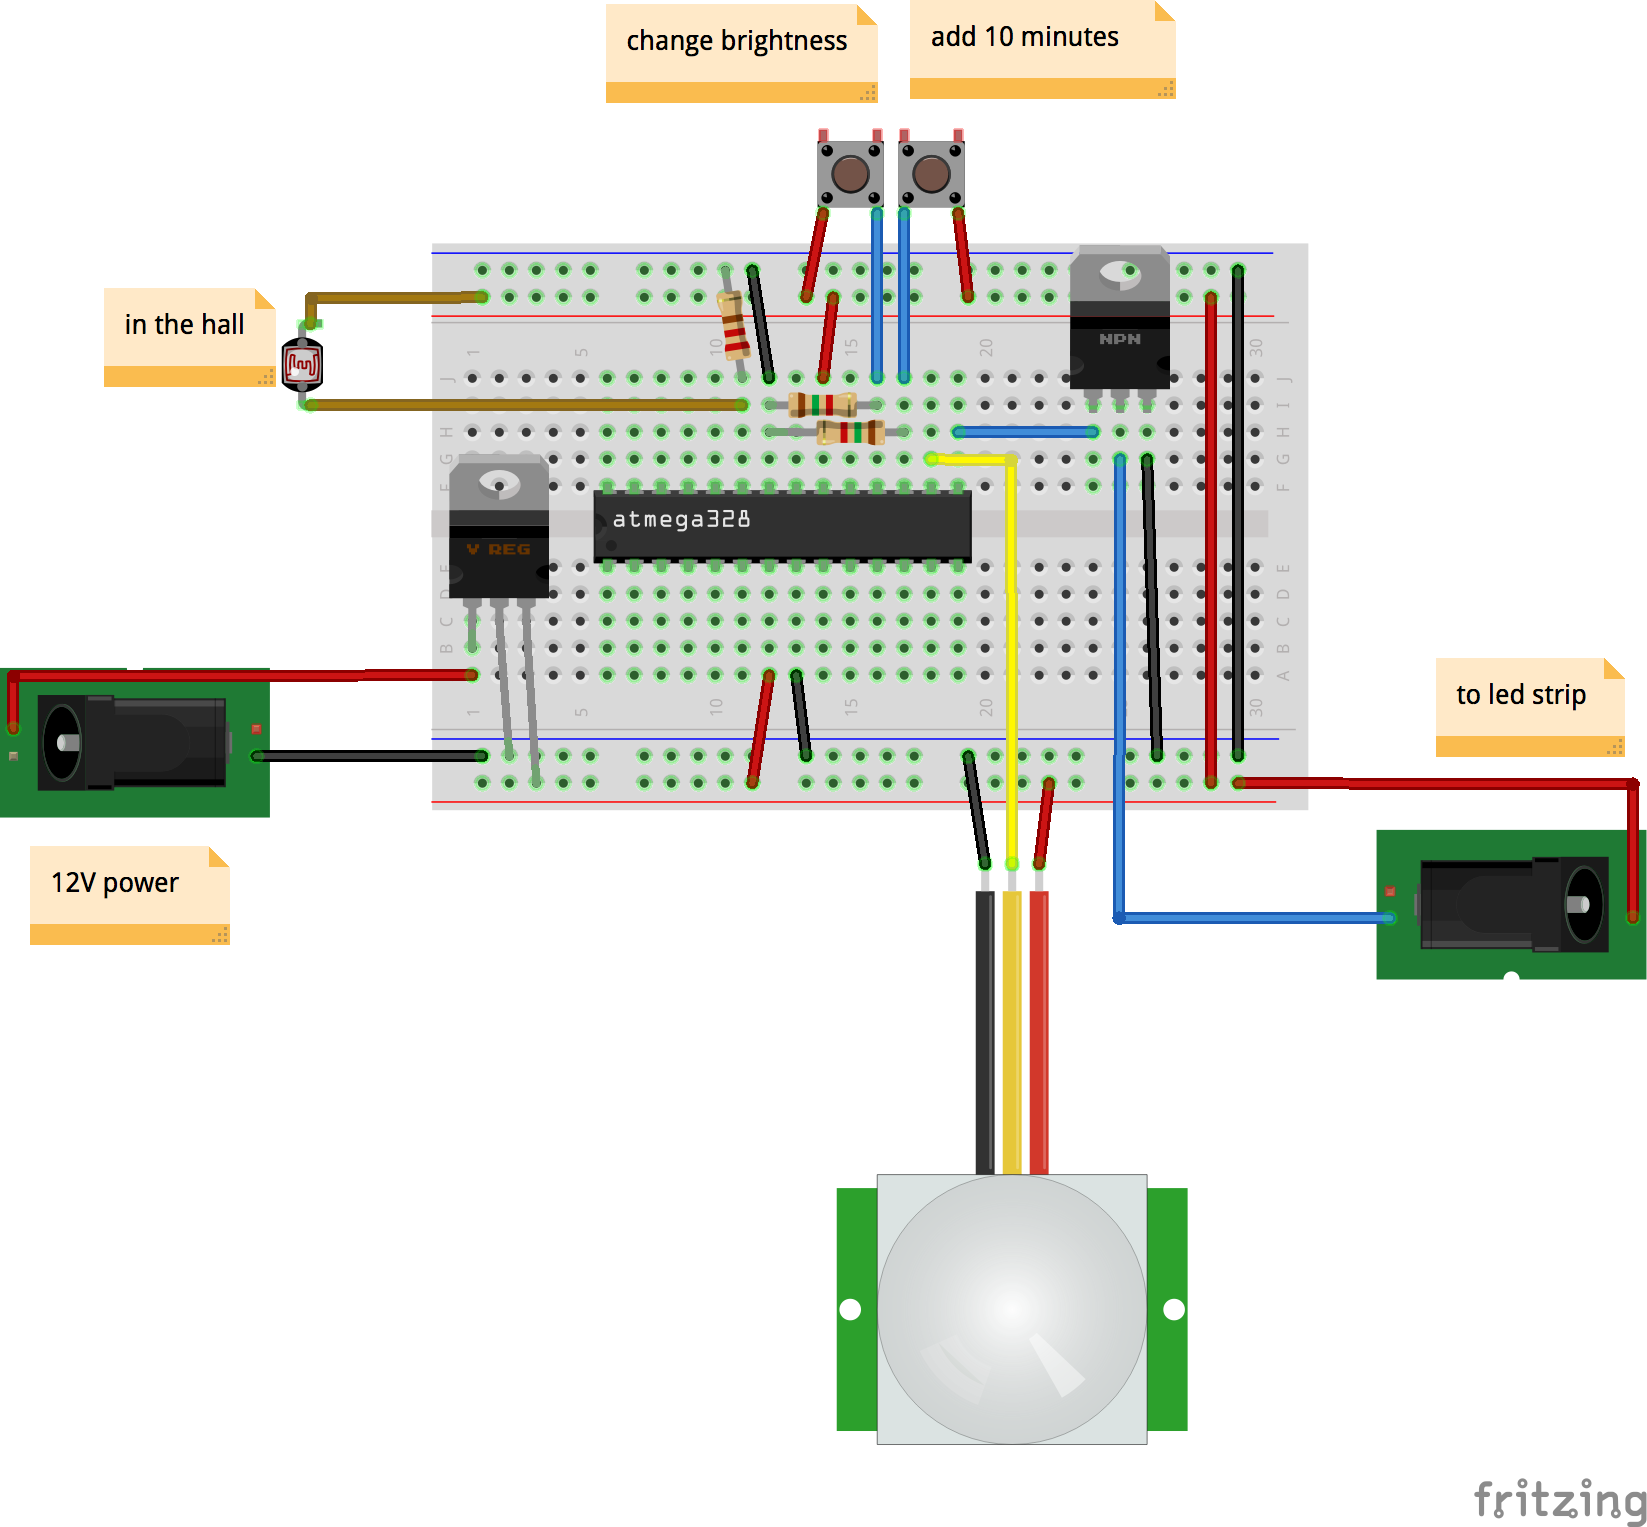 change brightness
add 10 minutes
in the hall
1 5 10 15 20 30
J J
I I
H H
G G
F F
NPN
atmega328
V REG
E E
D D
C C
B B
A A
1 5 10 15 20 30
to led strip
12V power
fritzing